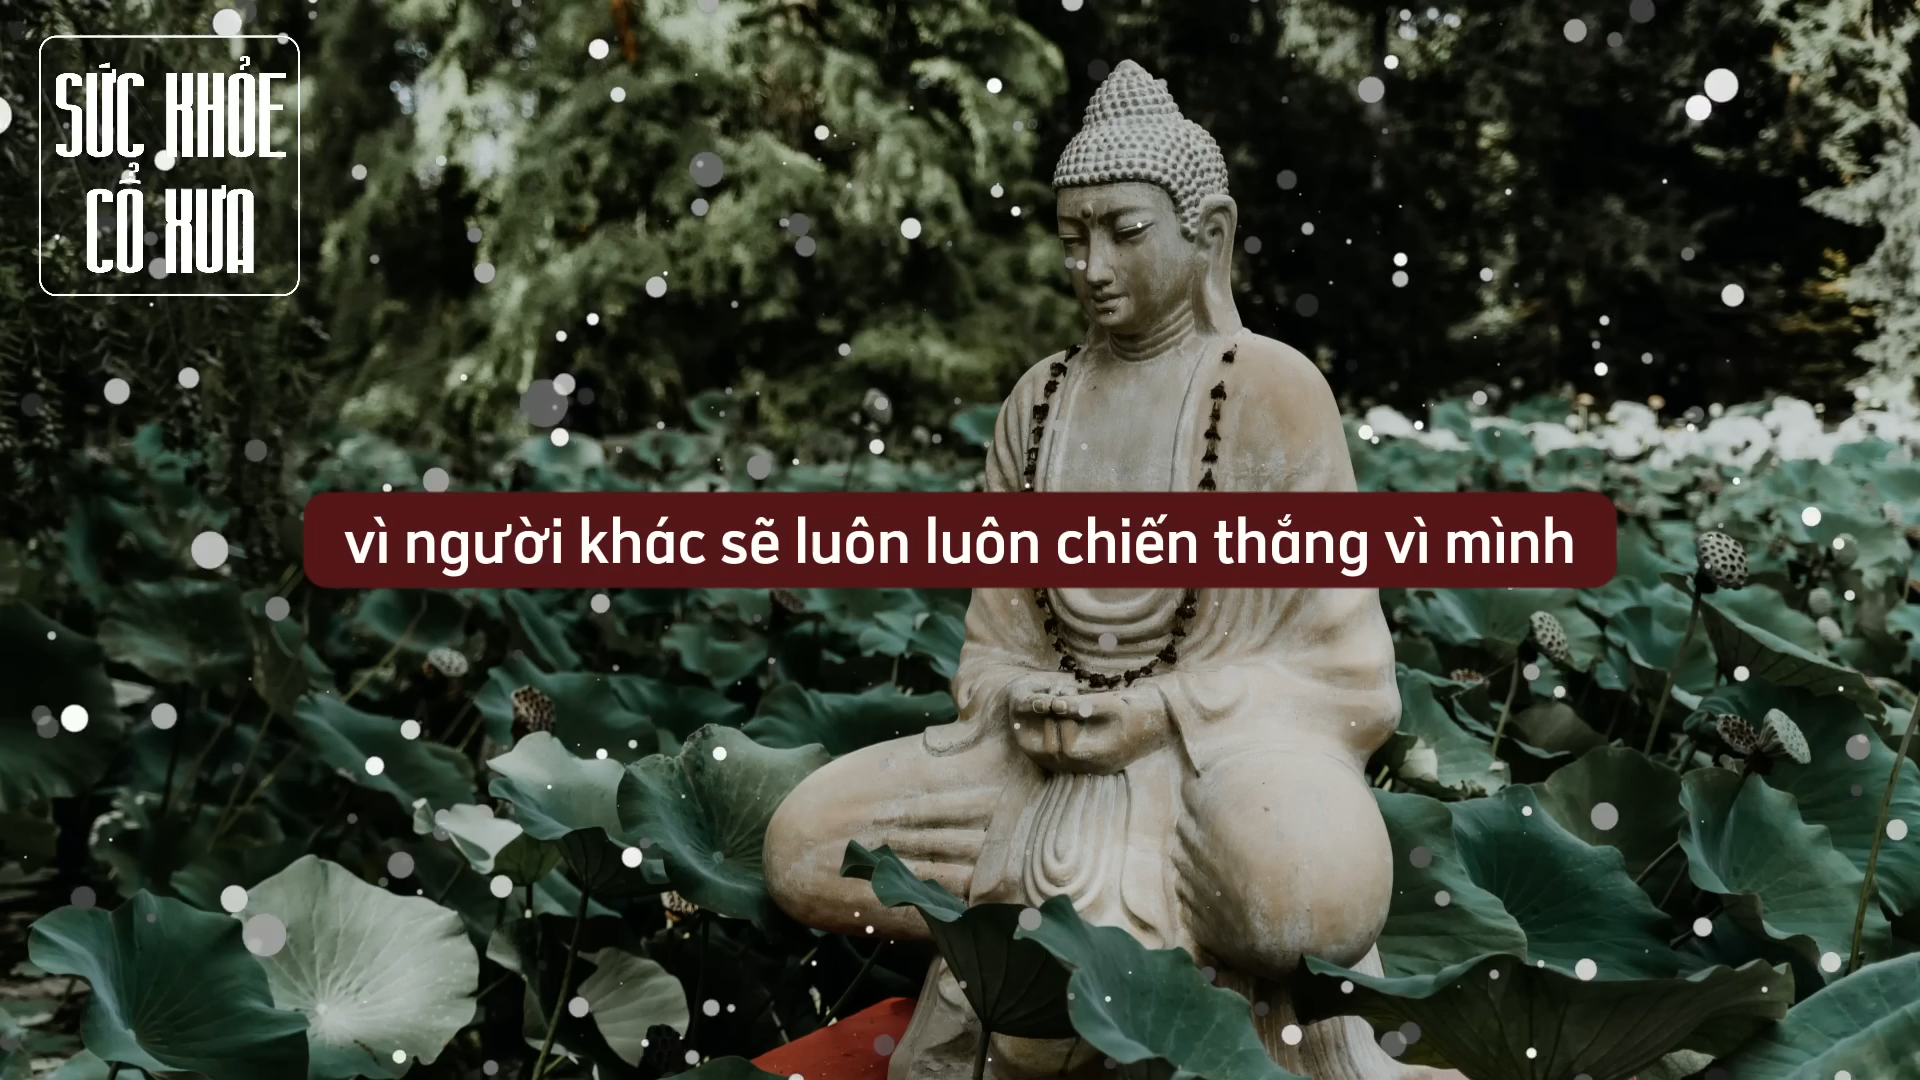 SỨC KHỎE
CỔ XƯA
vì người khác sẽ luôn luôn chiến thắng vì mình